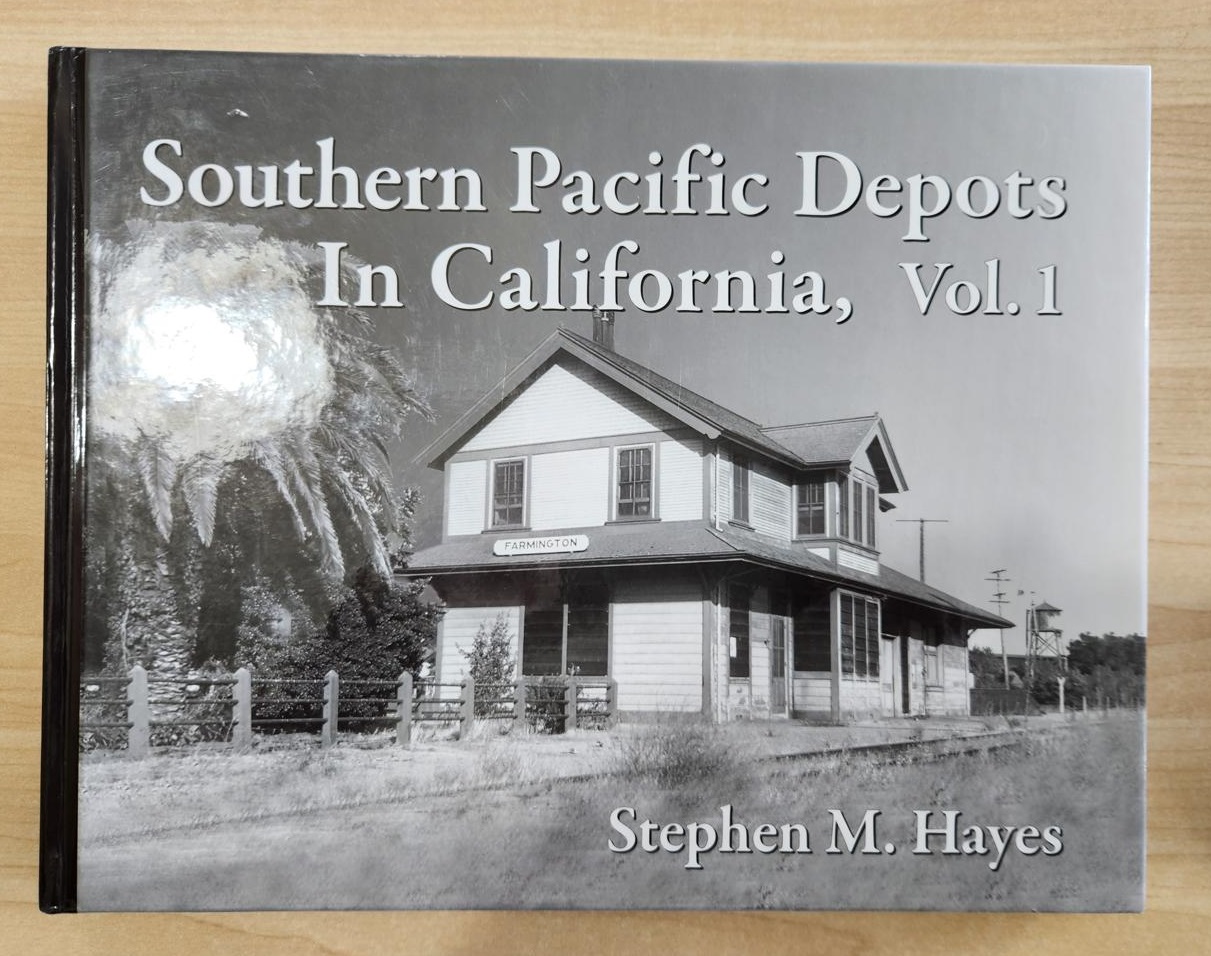 Southern Pacific Depots
In California, Vol. 1
FARMINGTON
Stephen M. Hayes